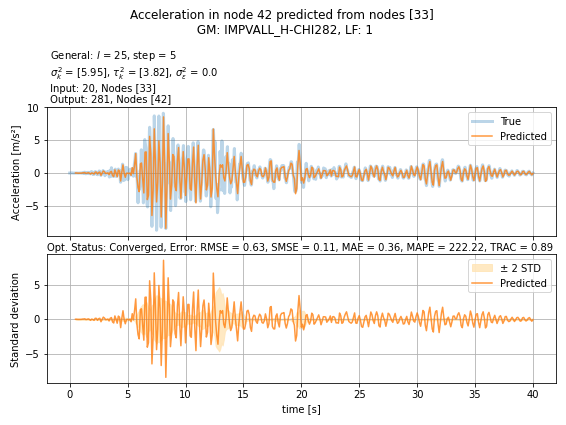 Acceleration in node 42 predicted from nodes [33]
GM: IMPVALL_H-CHI282, LF: 1
General: l = 25, step = 5
σ²ₖ = [5.95], τ²ₖ = [3.82], σ²ε = 0.0
Input: 20, Nodes [33]
Output: 281, Nodes [42]
Acceleration [m/s²]
10
5
0
−5
True
Predicted
Opt. Status: Converged, Error: RMSE = 0.63, SMSE = 0.11, MAE = 0.36, MAPE = 222.22, TRAC = 0.89
Standard deviation
5
0
−5
± 2 STD
Predicted
0 5 10 15 20 25 30 35 40
time [s]